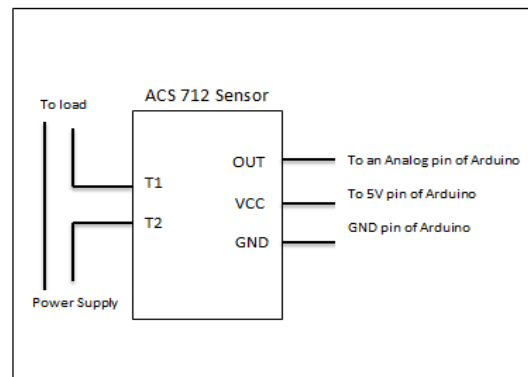 ACS 712 Sensor
To load
T1
T2
Power Supply
OUT
VCC
GND
To an Analog pin of Arduino
To 5V pin of Arduino
GND pin of Arduino